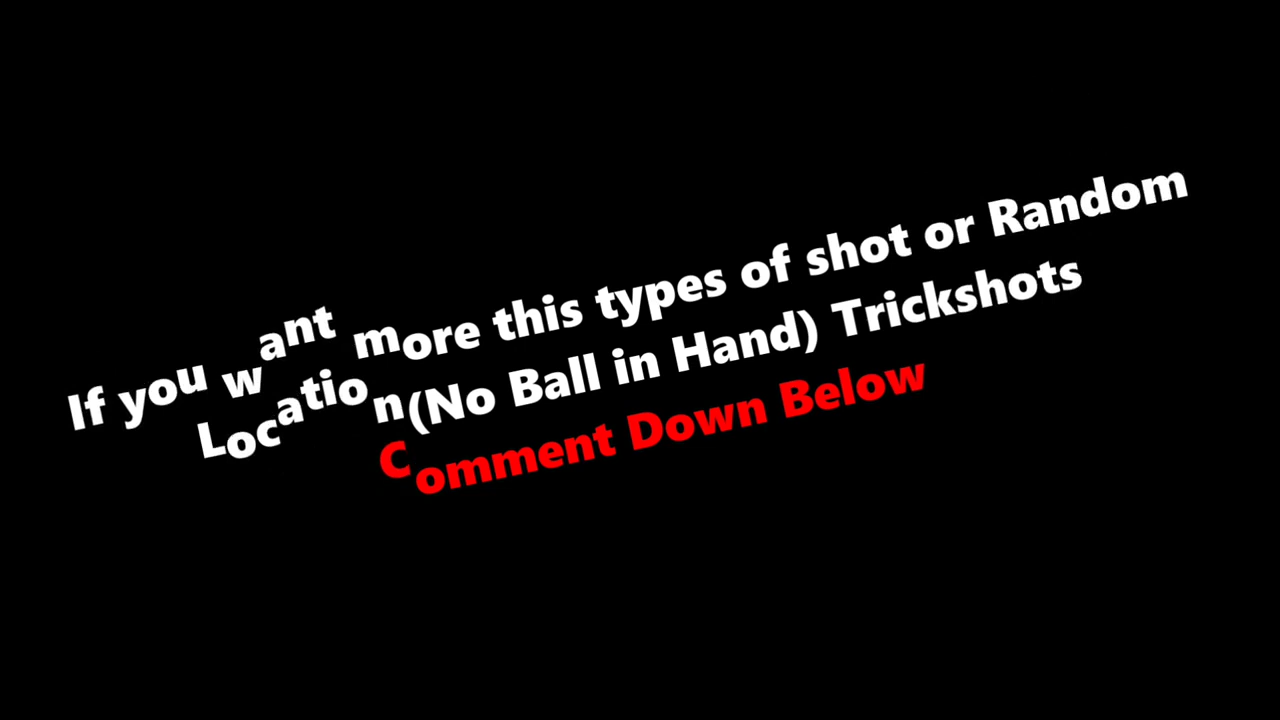 If you want more this types of shot or Random
Location(No Ball in Hand) Trickshots
Comment Down Below